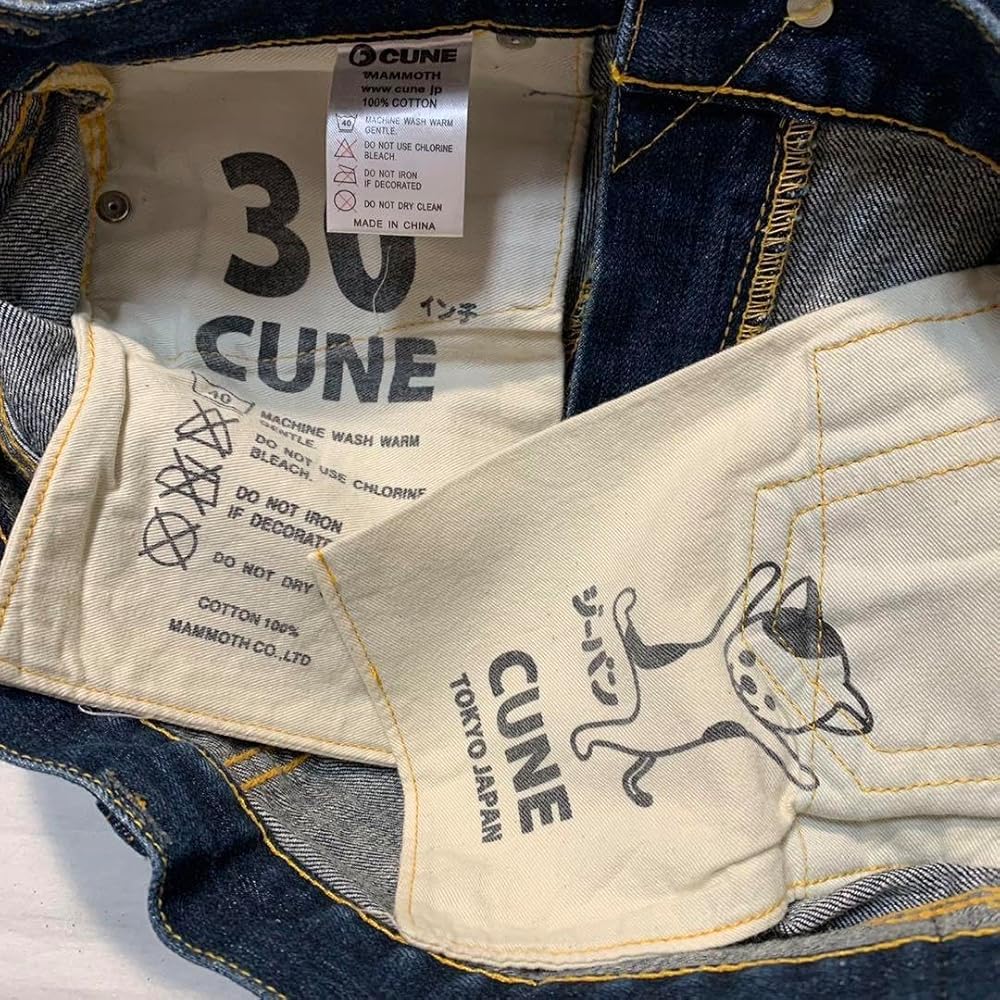 CUNE
MAMMOTH
www.cune.jp
100% COTTON
40
MACHINE WASH WARM
GENTLE.
DO NOT USE CHLORINE
BLEACH.
DO NOT IRON
IF DECORATED
DO NOT DRY CLEAN
MADE IN CHINA
30
インチ
CUNE
40
MACHINE WASH WARM
GENTLE.
DO NOT USE CHLORINE
BLEACH.
DO NOT IRON
IF DECORATE
DO NOT DRY
COTTON 100%
MAMMOTH CO.,LTD
ジーパン
CUNE
TOKYO JAPAN